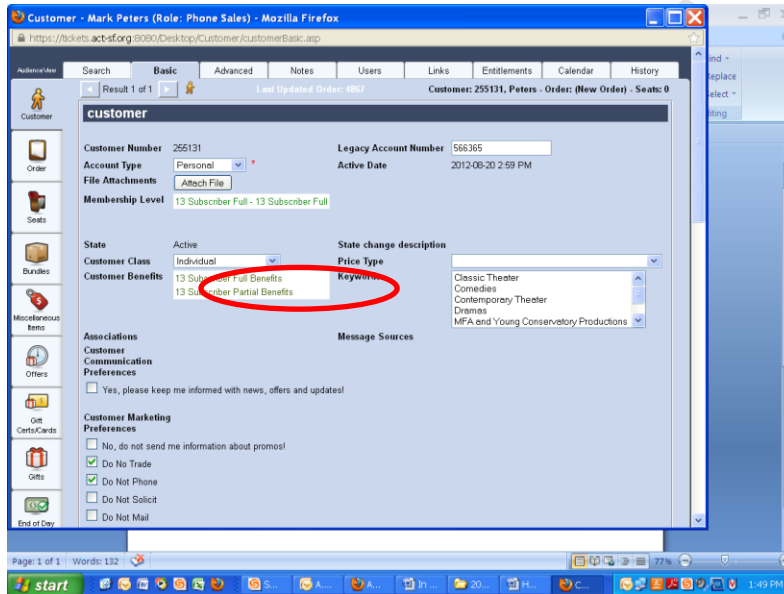 Customer - Mark Peters (Role: Phone Sales) - Mozilla Firefox
https://tickets.act-sf.org:8080/Desktop/Customer/customerBasic.asp
AudienceView Search Basic Advanced Notes Users Links Entitlements Calendar History
Result 1 of 1 Last Updated Order: 4867 Customer: 255131, Peters - Order: (New Order) - Seats: 0
customer
Customer
Order
Seats
Bundles
Miscellaneous
Items
Offers
Gift
Certs/Cards
Gifts
End of Day
Customer Number 255131 Legacy Account Number 566365
Account Type Personal * Active Date 2012-08-20 2:59 PM
File Attachments Attach File
Membership Level 13 Subscriber Full - 13 Subscriber Full
State Active State change description
Customer Class Individual Price Type
Customer Benefits 13 Subscriber Full Benefits
13 Subscriber Partial Benefits
Classic Theater
Comedies
Contemporary Theater
Dramas
MFA and Young Conservatory Productions
Associations Message Sources
Customer
Communication
Preferences
Yes, please keep me informed with news, offers and updates!
Customer Marketing
Preferences
No, do not send me information about promos!
Do No Trade
Do Not Phone
Do Not Solicit
Do Not Mail
Page: 1 of 1 Words: 132 77%
start S... A... A... In ... 20... H... C... 1:49 PM